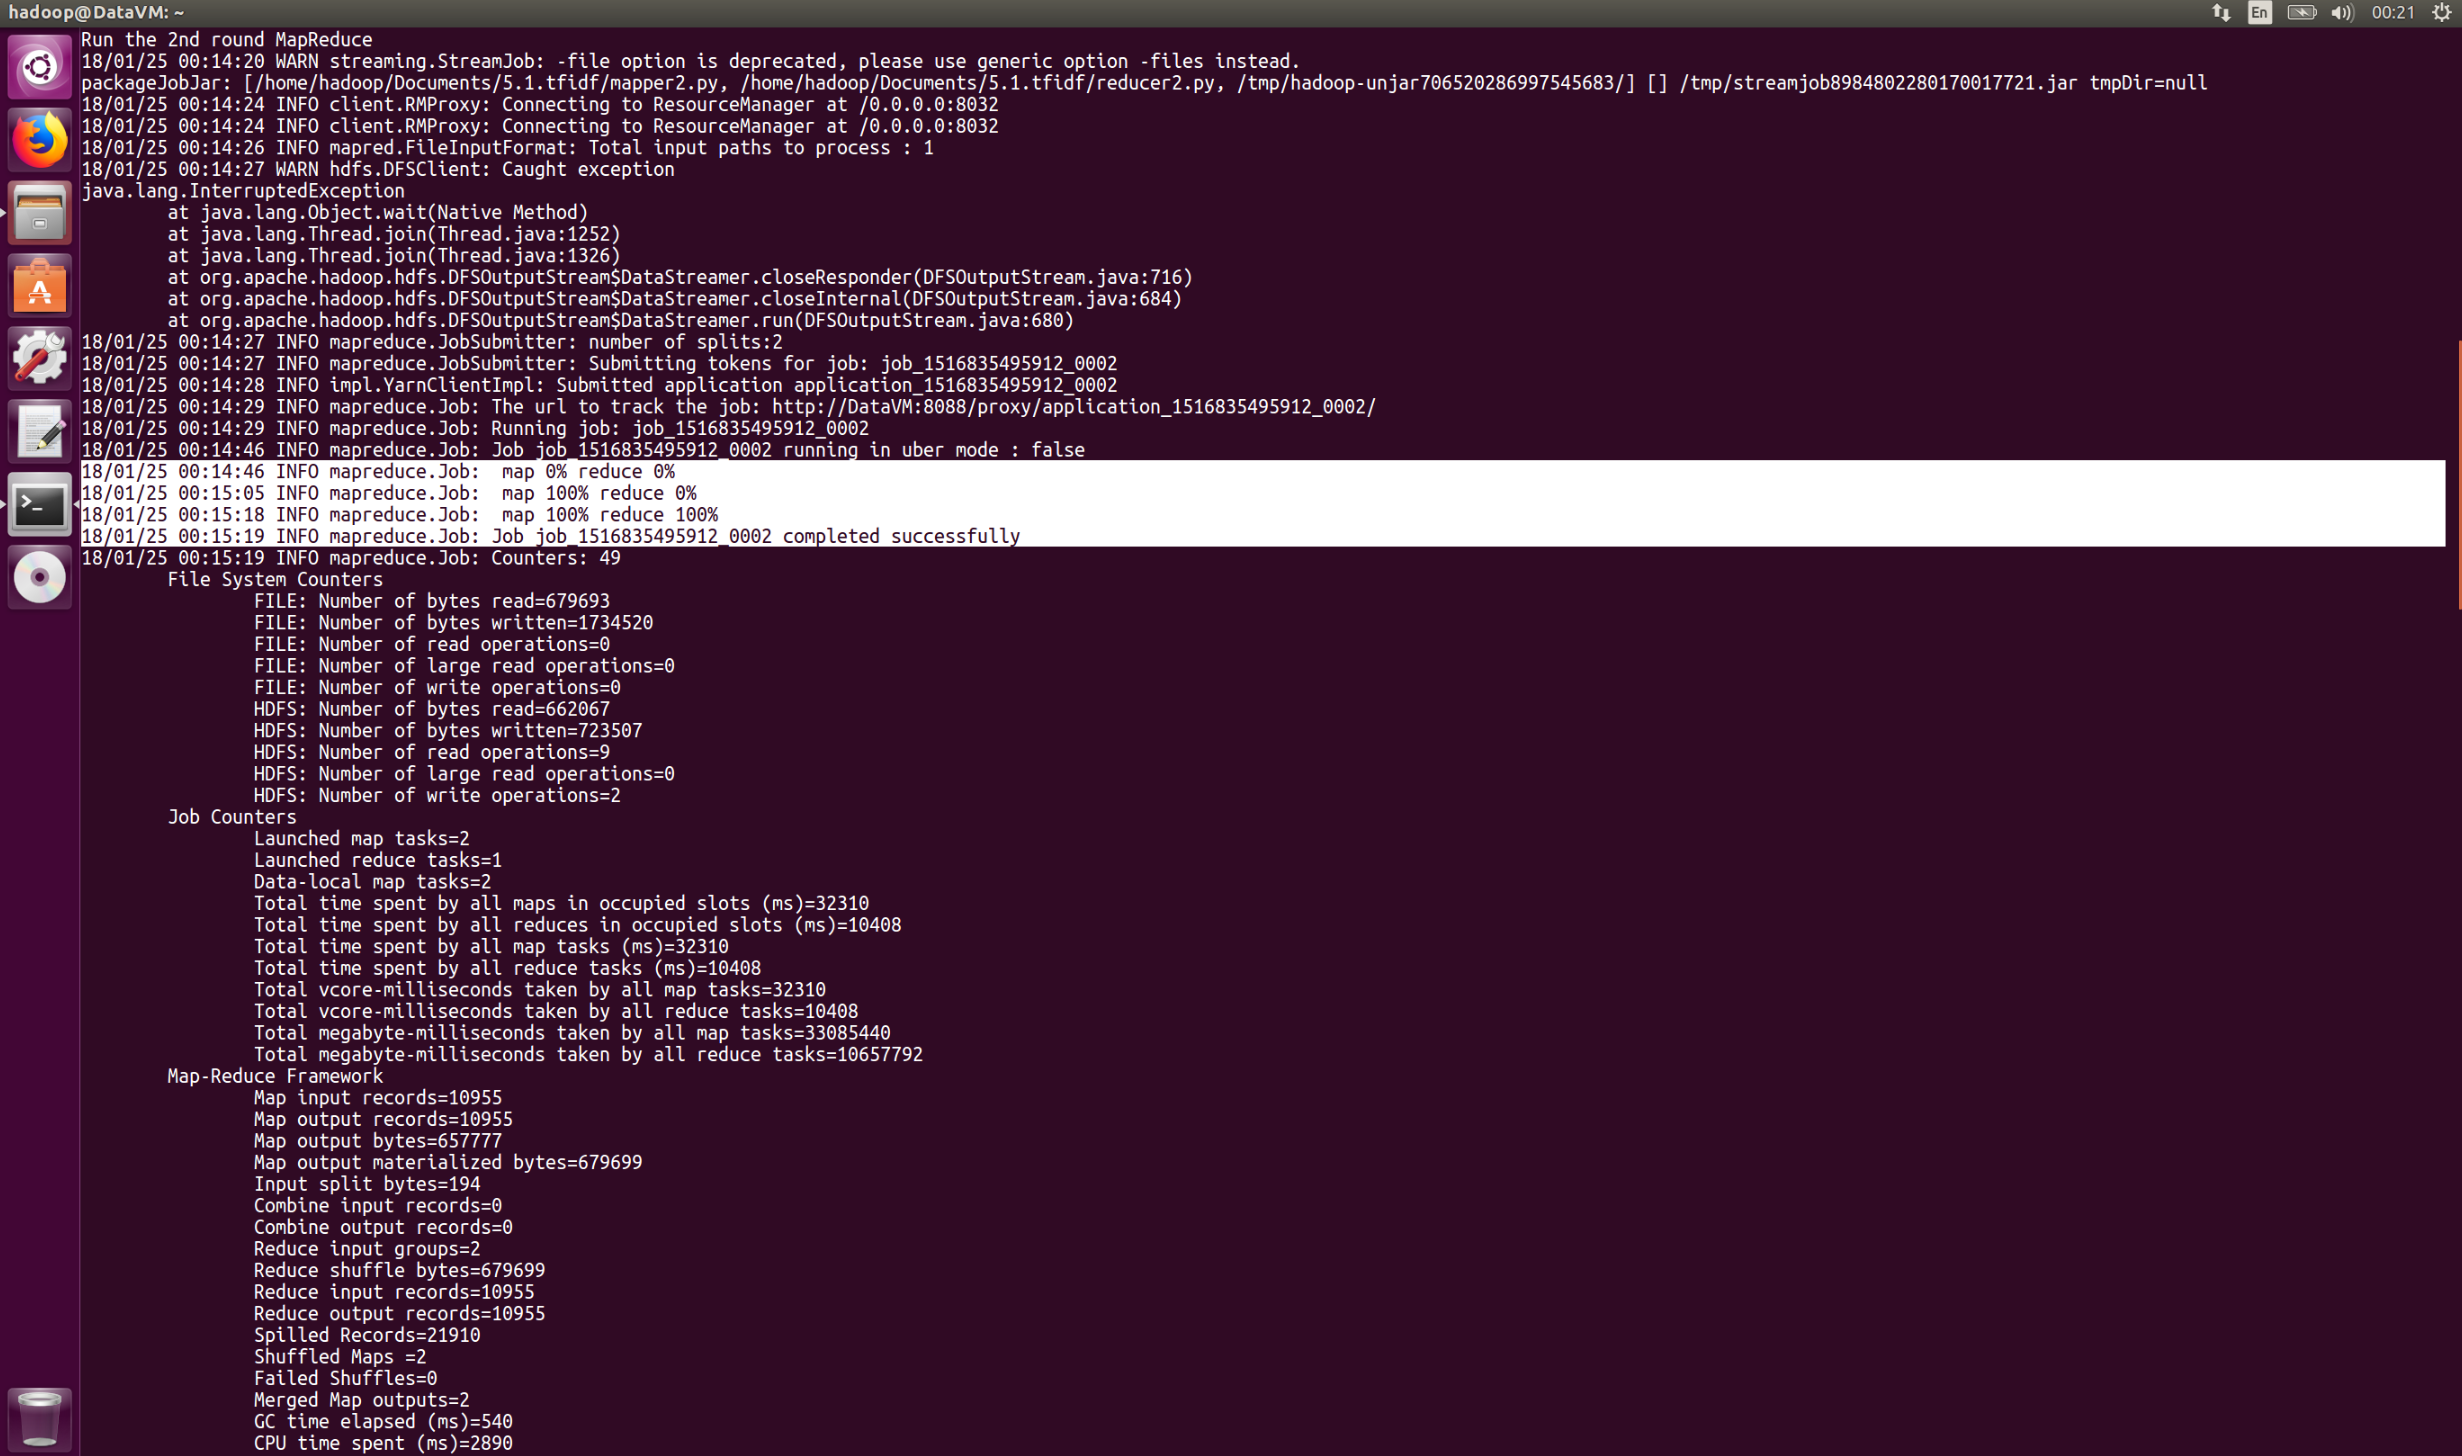 hadoop@DataVM: ~
En
00:21
Run the 2nd round MapReduce
18/01/25 00:14:20 WARN streaming.StreamJob: -file option is deprecated, please use generic option -files instead.
packageJobJar: [/home/hadoop/Documents/5.1.tfidf/mapper2.py, /home/hadoop/Documents/5.1.tfidf/reducer2.py, /tmp/hadoop-unjar706520286997545683/] [] /tmp/streamjob8984802280170017721.jar tmpDir=null
18/01/25 00:14:24 INFO client.RMProxy: Connecting to ResourceManager at /0.0.0.0:8032
18/01/25 00:14:24 INFO client.RMProxy: Connecting to ResourceManager at /0.0.0.0:8032
18/01/25 00:14:26 INFO mapred.FileInputFormat: Total input paths to process : 1
18/01/25 00:14:27 WARN hdfs.DFSClient: Caught exception
java.lang.InterruptedException
at java.lang.Object.wait(Native Method)
at java.lang.Thread.join(Thread.java:1252)
at java.lang.Thread.join(Thread.java:1326)
at org.apache.hadoop.hdfs.DFSOutputStream$DataStreamer.closeResponder(DFSOutputStream.java:716)
at org.apache.hadoop.hdfs.DFSOutputStream$DataStreamer.closeInternal(DFSOutputStream.java:684)
at org.apache.hadoop.hdfs.DFSOutputStream$DataStreamer.run(DFSOutputStream.java:680)
18/01/25 00:14:27 INFO mapreduce.JobSubmitter: number of splits:2
18/01/25 00:14:27 INFO mapreduce.JobSubmitter: Submitting tokens for job: job_1516835495912_0002
18/01/25 00:14:28 INFO impl.YarnClientImpl: Submitted application application_1516835495912_0002
18/01/25 00:14:29 INFO mapreduce.Job: The url to track the job: http://DataVM:8088/proxy/application_1516835495912_0002/
18/01/25 00:14:29 INFO mapreduce.Job: Running job: job_1516835495912_0002
18/01/25 00:14:46 INFO mapreduce.Job: Job job_1516835495912_0002 running in uber mode : false
18/01/25 00:14:46 INFO mapreduce.Job:  map 0% reduce 0%
18/01/25 00:15:05 INFO mapreduce.Job:  map 100% reduce 0%
18/01/25 00:15:18 INFO mapreduce.Job:  map 100% reduce 100%
18/01/25 00:15:19 INFO mapreduce.Job: Job job_1516835495912_0002 completed successfully
18/01/25 00:15:19 INFO mapreduce.Job: Counters: 49
File System Counters
FILE: Number of bytes read=679693
FILE: Number of bytes written=1734520
FILE: Number of read operations=0
FILE: Number of large read operations=0
FILE: Number of write operations=0
HDFS: Number of bytes read=662067
HDFS: Number of bytes written=723507
HDFS: Number of read operations=9
HDFS: Number of large read operations=0
HDFS: Number of write operations=2
Job Counters
Launched map tasks=2
Launched reduce tasks=1
Data-local map tasks=2
Total time spent by all maps in occupied slots (ms)=32310
Total time spent by all reduces in occupied slots (ms)=10408
Total time spent by all map tasks (ms)=32310
Total time spent by all reduce tasks (ms)=10408
Total vcore-milliseconds taken by all map tasks=32310
Total vcore-milliseconds taken by all reduce tasks=10408
Total megabyte-milliseconds taken by all map tasks=33085440
Total megabyte-milliseconds taken by all reduce tasks=10657792
Map-Reduce Framework
Map input records=10955
Map output records=10955
Map output bytes=657777
Map output materialized bytes=679699
Input split bytes=194
Combine input records=0
Combine output records=0
Reduce input groups=2
Reduce shuffle bytes=679699
Reduce input records=10955
Reduce output records=10955
Spilled Records=21910
Shuffled Maps =2
Failed Shuffles=0
Merged Map outputs=2
GC time elapsed (ms)=540
CPU time spent (ms)=2890